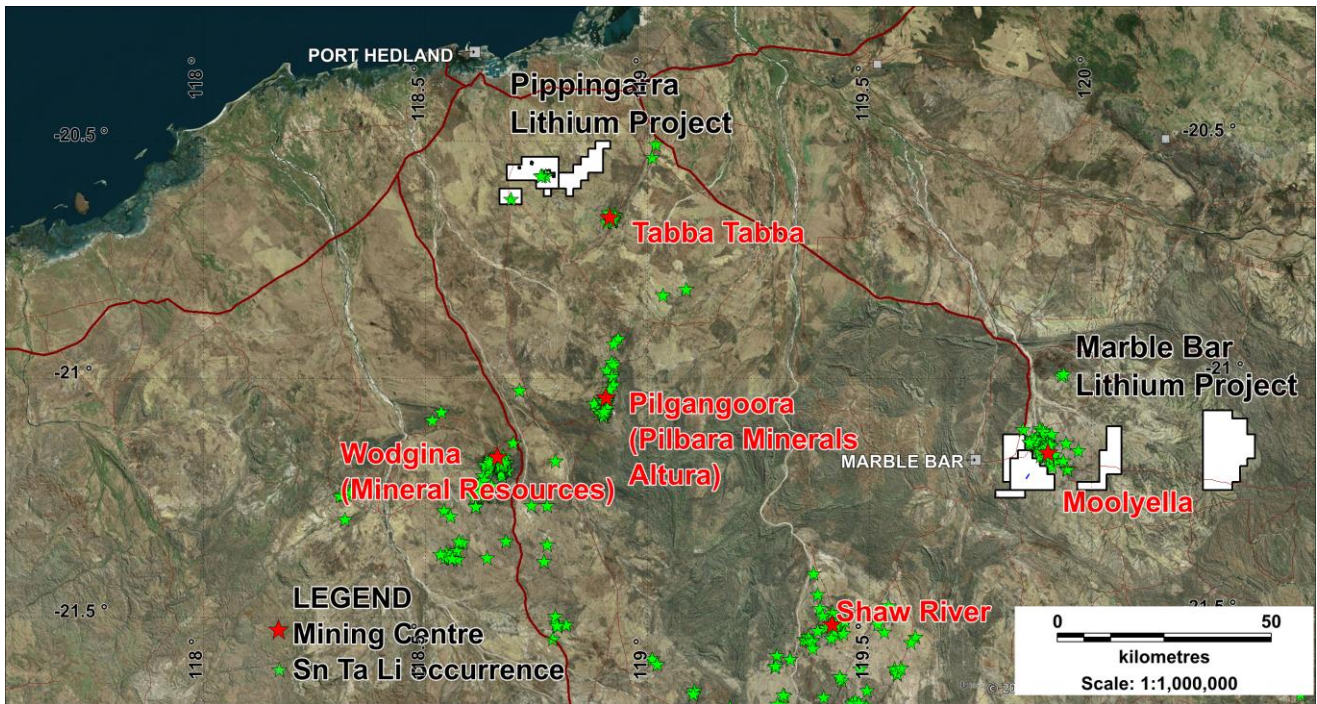 PORT HEDLAND
118
118.5
119
119.5
120
Pippingarra
Lithium Project
-20.5 °
-20.5 °
Tabba Tabba
-21 °
-21 °
Marble Bar
Lithium Project
Pilgangoora
(Pilbara Minerals
Altura)
Wodgina
(Mineral Resources)
MARBLE BAR
Moolyella
-21.5 °
-21.5 °
Shaw River
LEGEND
Mining Centre
Sn Ta Li occurrence
118
118.5
119
119.5
0
50
kilometres
Scale: 1:1,000,000